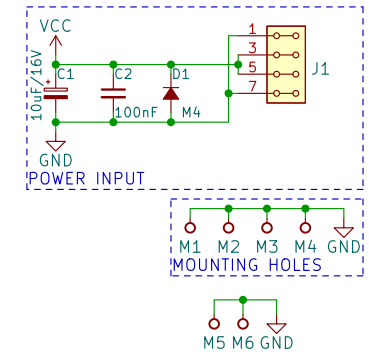 VCC
1
3
5
7
J1
10uF/16V
+
C1
C2
D1
100nF
M4
GND
POWER INPUT
M1 M2 M3 M4 GND
MOUNTING HOLES
M5 M6 GND